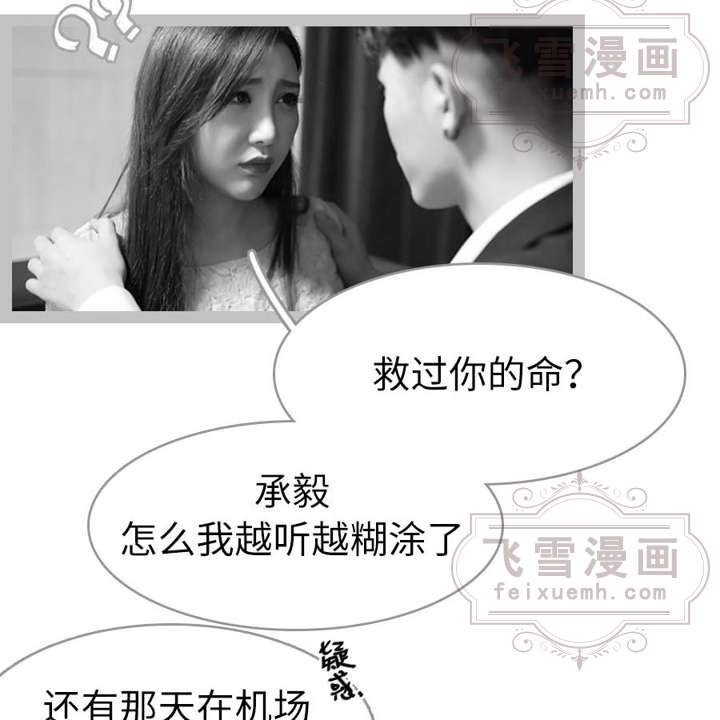 ??
飞雪漫画
feixuemh.com
救过你的命?
承毅
怎么我越听越糊涂了
飞雪漫画
feixuemh.com
疑惑!
还有那天在机场